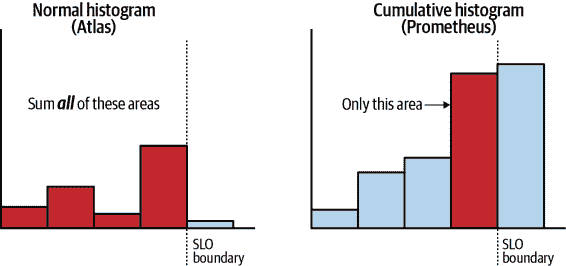 Normal histogram
(Atlas)
Sum all of these areas
SLO
boundary
Cumulative histogram
(Prometheus)
Only this area
SLO
boundary